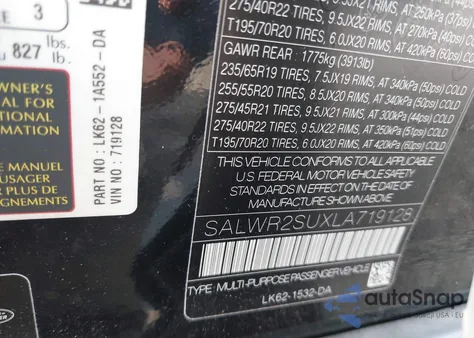 E 3
lbs.
827 lb.
WNER'S
AL FOR
TIONAL
MATION
E MANUEL
USAGER
PLUS DE
GNEMENTS
PART NO : LK62 - 1A552 - DA
VIN NO : 719128
275/40R22 TIRES, 9.5JX22 RIMS, AT 270kPa (40psi) COLD
T195/70R20 TIRES, 6.0JX20 RIMS, AT 420kPa (60psi) COLD
GAWR REAR : 1775kg (3913lb)
235/65R19 TIRES, 7.5JX19 RIMS, AT 340kPa (50psi) COLD
255/55R20 TIRES, 8.5JX20 RIMS, AT 340kPa (50psi) COLD
275/45R21 TIRES, 9.5JX21 RIMS, AT 300kPa (44psi) COLD
275/40R22 TIRES, 9.5JX22 RIMS, AT 350kPa (51psi) COLD
T195/70R20 TIRES, 6.0JX20 RIMS, AT 420kPa (60psi) COLD
THIS VEHICLE CONFORMS TO ALL APPLICABLE
U.S. FEDERAL MOTOR VEHICLE SAFETY
STANDARDS IN EFFECT ON THE DATE OF
MANUFACTURE SHOWN ABOVE.
SALWR2SUXLA719128
TYPE: MULTI-PURPOSE PASSENGER VEHICLE
LK62-1532-DA
autoSnap